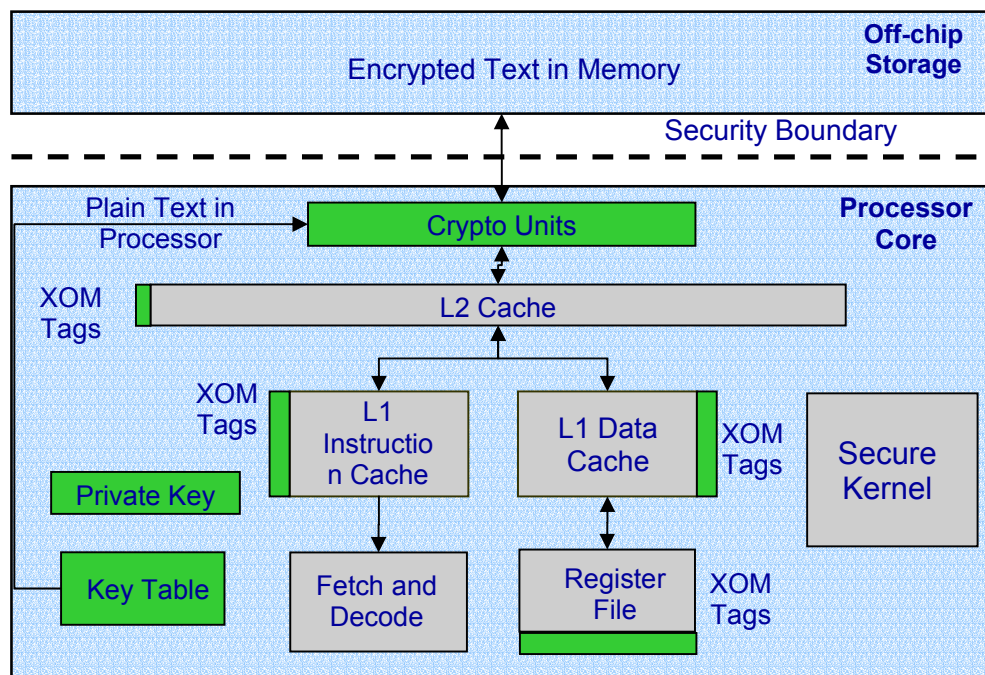 Off-chip
Storage
Encrypted Text in Memory
Security Boundary
Plain Text in
Processor
Crypto Units
Processor
Core
XOM
Tags
L2 Cache
XOM
Tags
L1
Instructio
n Cache
L1 Data
Cache
XOM
Tags
Secure
Kernel
Private Key
Key Table
Fetch and
Decode
Register
File
XOM
Tags